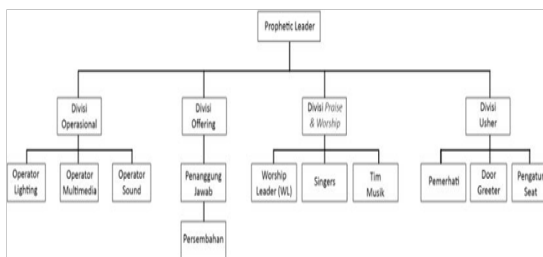 Prophetic Leader
Divisi
Operasional
Divisi
Offering
Divisi Praise
& Worship
Divisi
Usher
Operator
Lighting
Operator
Multimedia
Operator
Sound
Penanggung
Jawab
Worship
Leader (WL)
Singers
Tim
Musik
Pemerhati
Door
Greeter
Pengatur
Seat
Persembahan